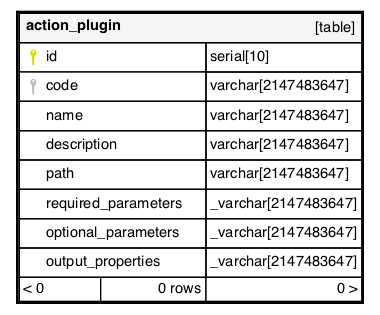 action_plugin [table]
id serial[10]
code varchar[2147483647]
name varchar[2147483647]
description varchar[2147483647]
path varchar[2147483647]
required_parameters _varchar[2147483647]
optional_parameters _varchar[2147483647]
output_properties _varchar[2147483647]
< 0 0 rows 0 >